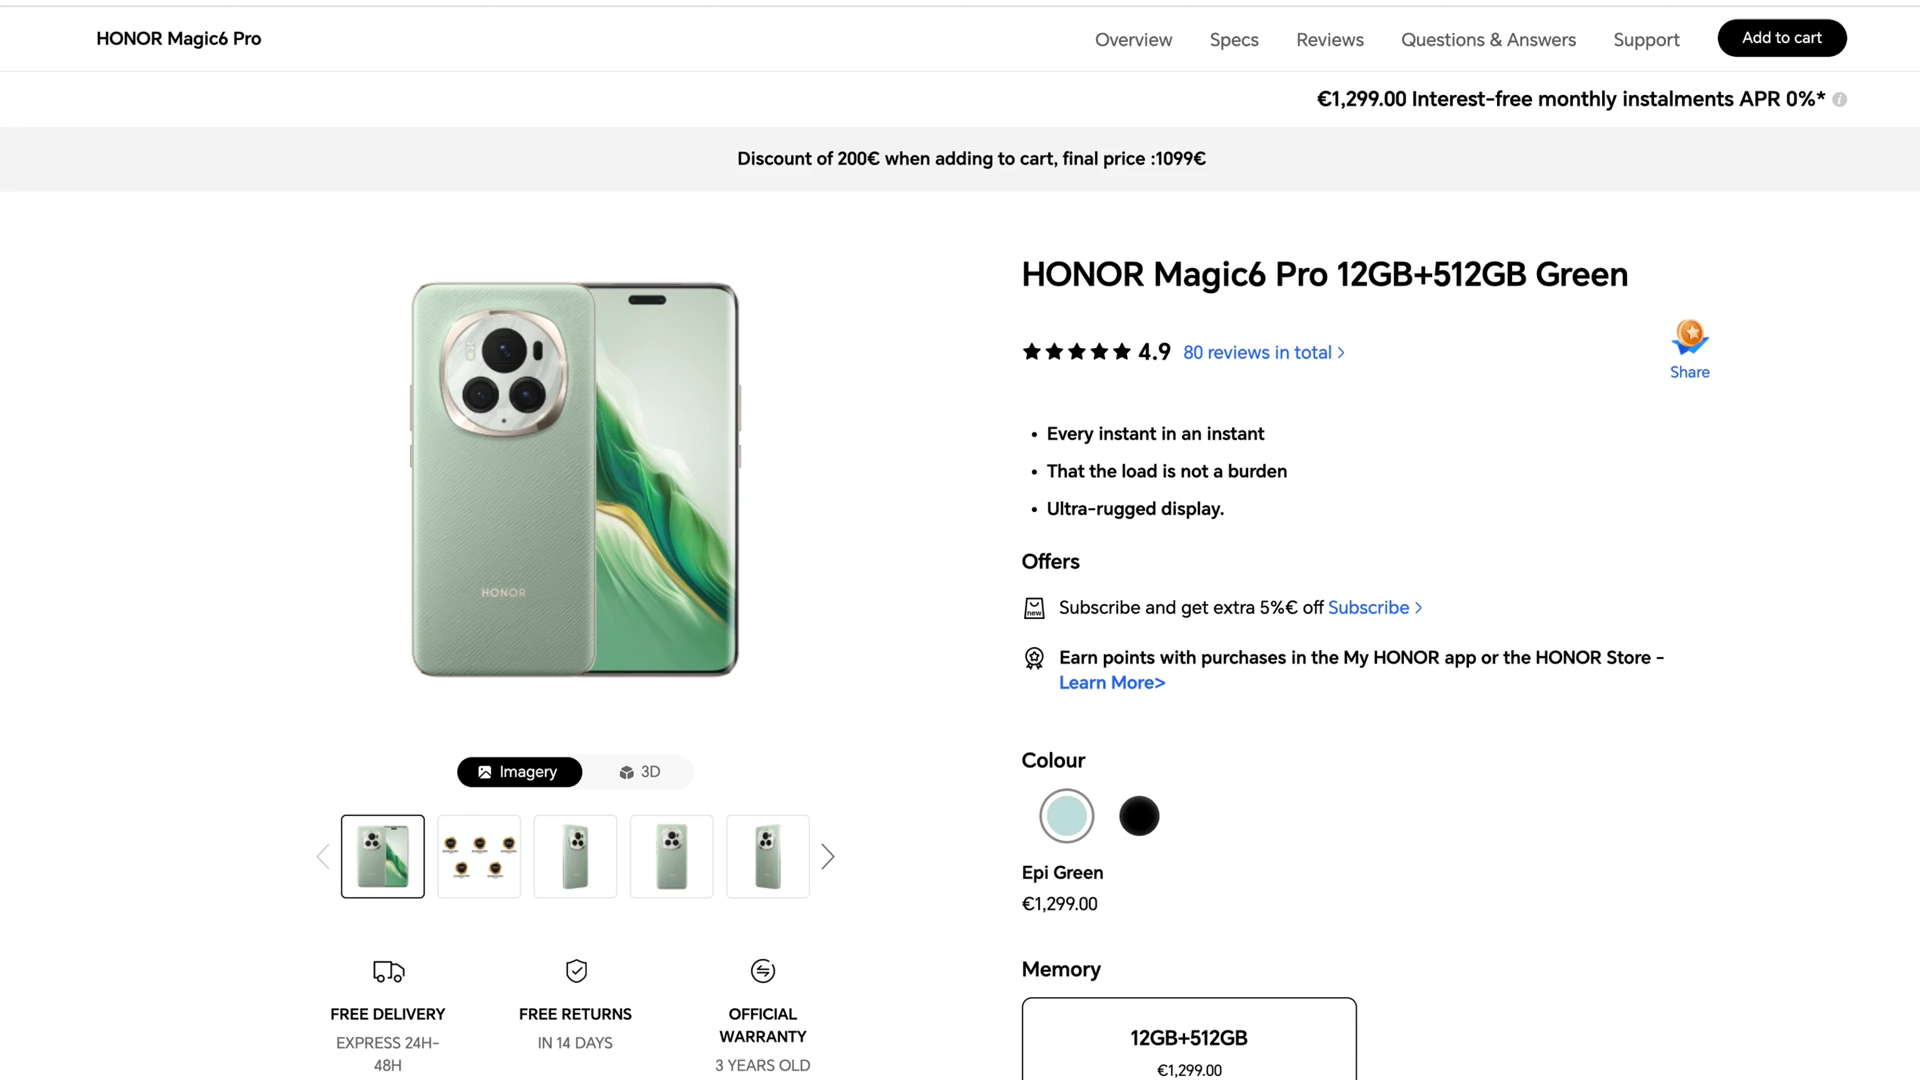 HONOR Magic6 Pro
Overview
Specs
Reviews
Questions & Answers
Support
Add to cart
€1,299.00 Interest-free monthly instalments APR 0%*
Discount of 200€ when adding to cart, final price :1099€
HONOR
HONOR Magic6 Pro 12GB+512GB Green
4.9 80 reviews in total >
Share
• Every instant in an instant
• That the load is not a burden
• Ultra-rugged display.
Offers
new
Subscribe and get extra 5%€ off Subscribe >
Earn points with purchases in the My HONOR app or the HONOR Store -
Learn More>
Imagery
3D
Colour
Epi Green
€1,299.00
Memory
12GB+512GB
€1,299.00
FREE DELIVERY
EXPRESS 24H-
48H
FREE RETURNS
IN 14 DAYS
OFFICIAL
WARRANTY
3 YEARS OLD